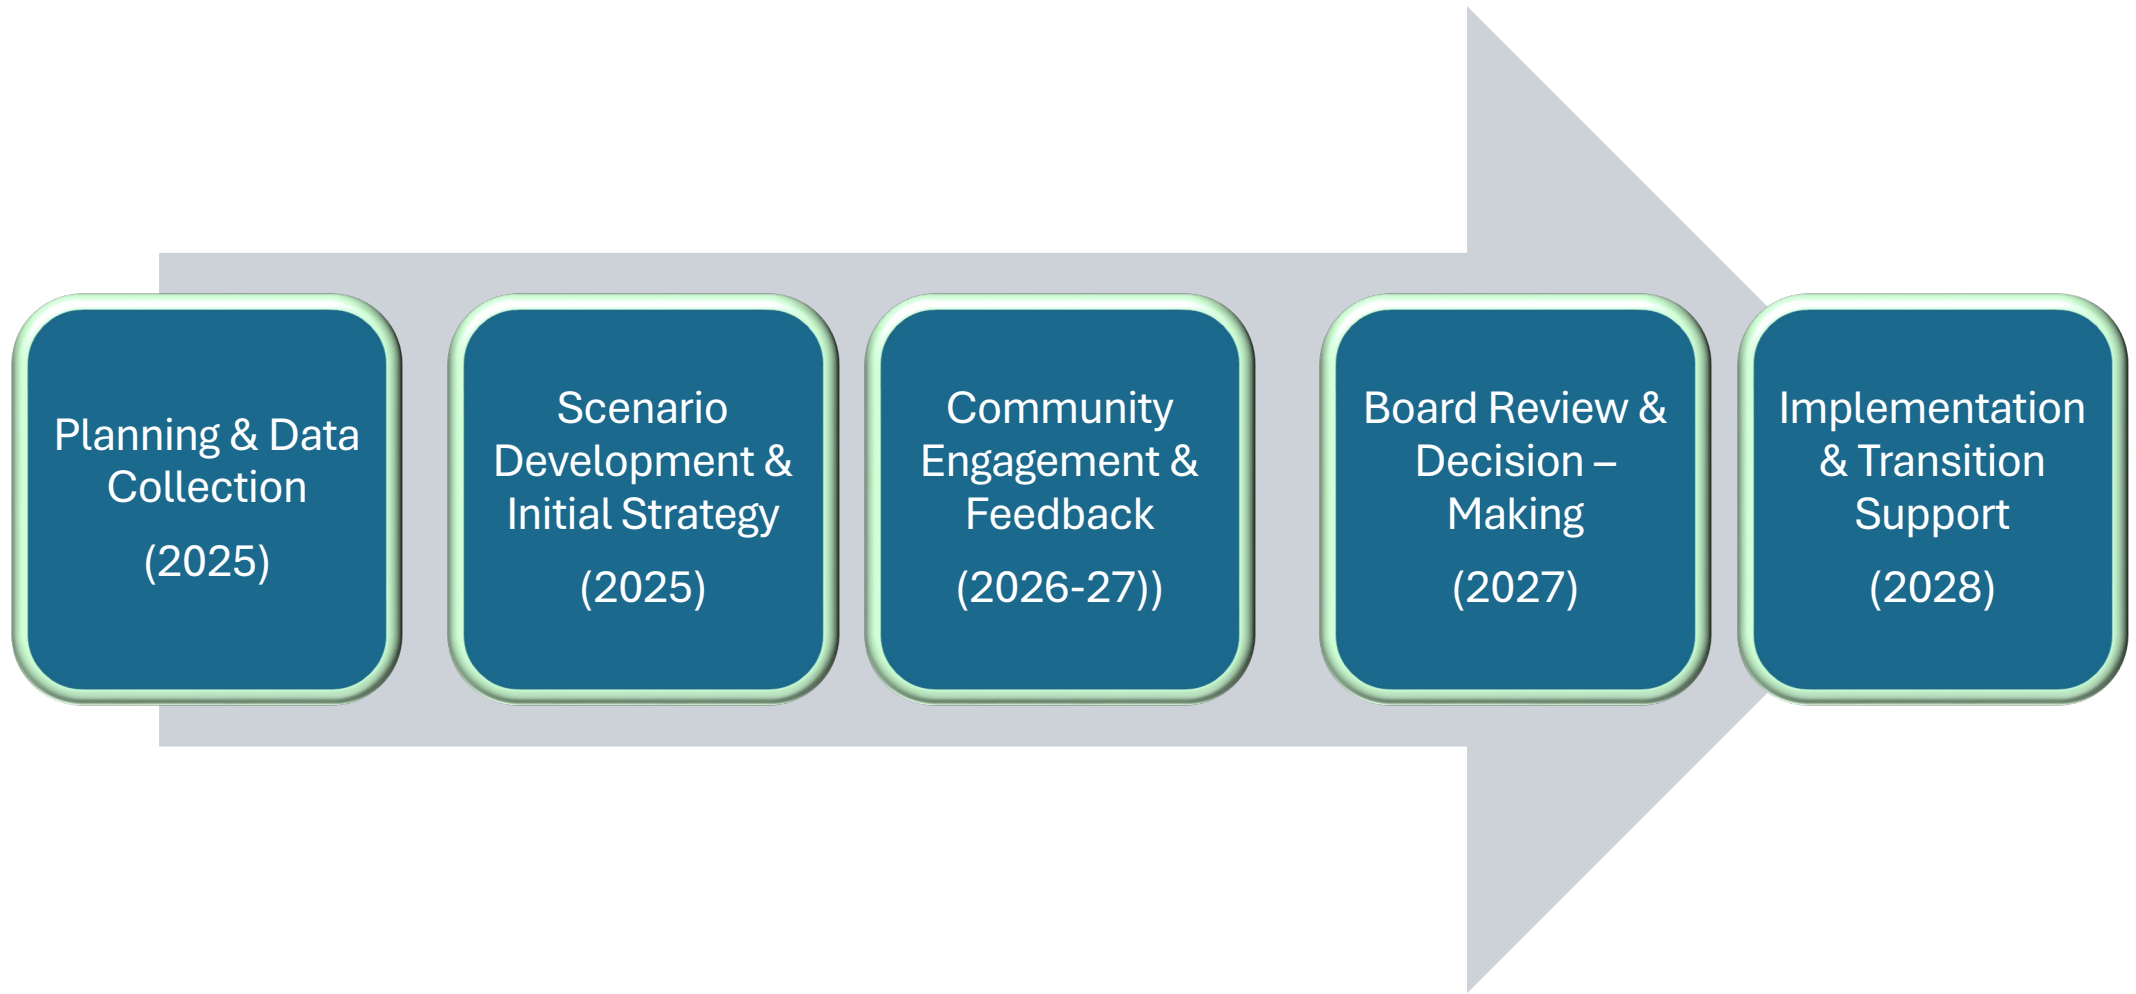 Planning & Data
Collection
(2025)
Scenario
Development &
Initial Strategy
(2025)
Community
Engagement &
Feedback
(2026-27))
Board Review &
Decision –
Making
(2027)
Implementation
& Transition
Support
(2028)